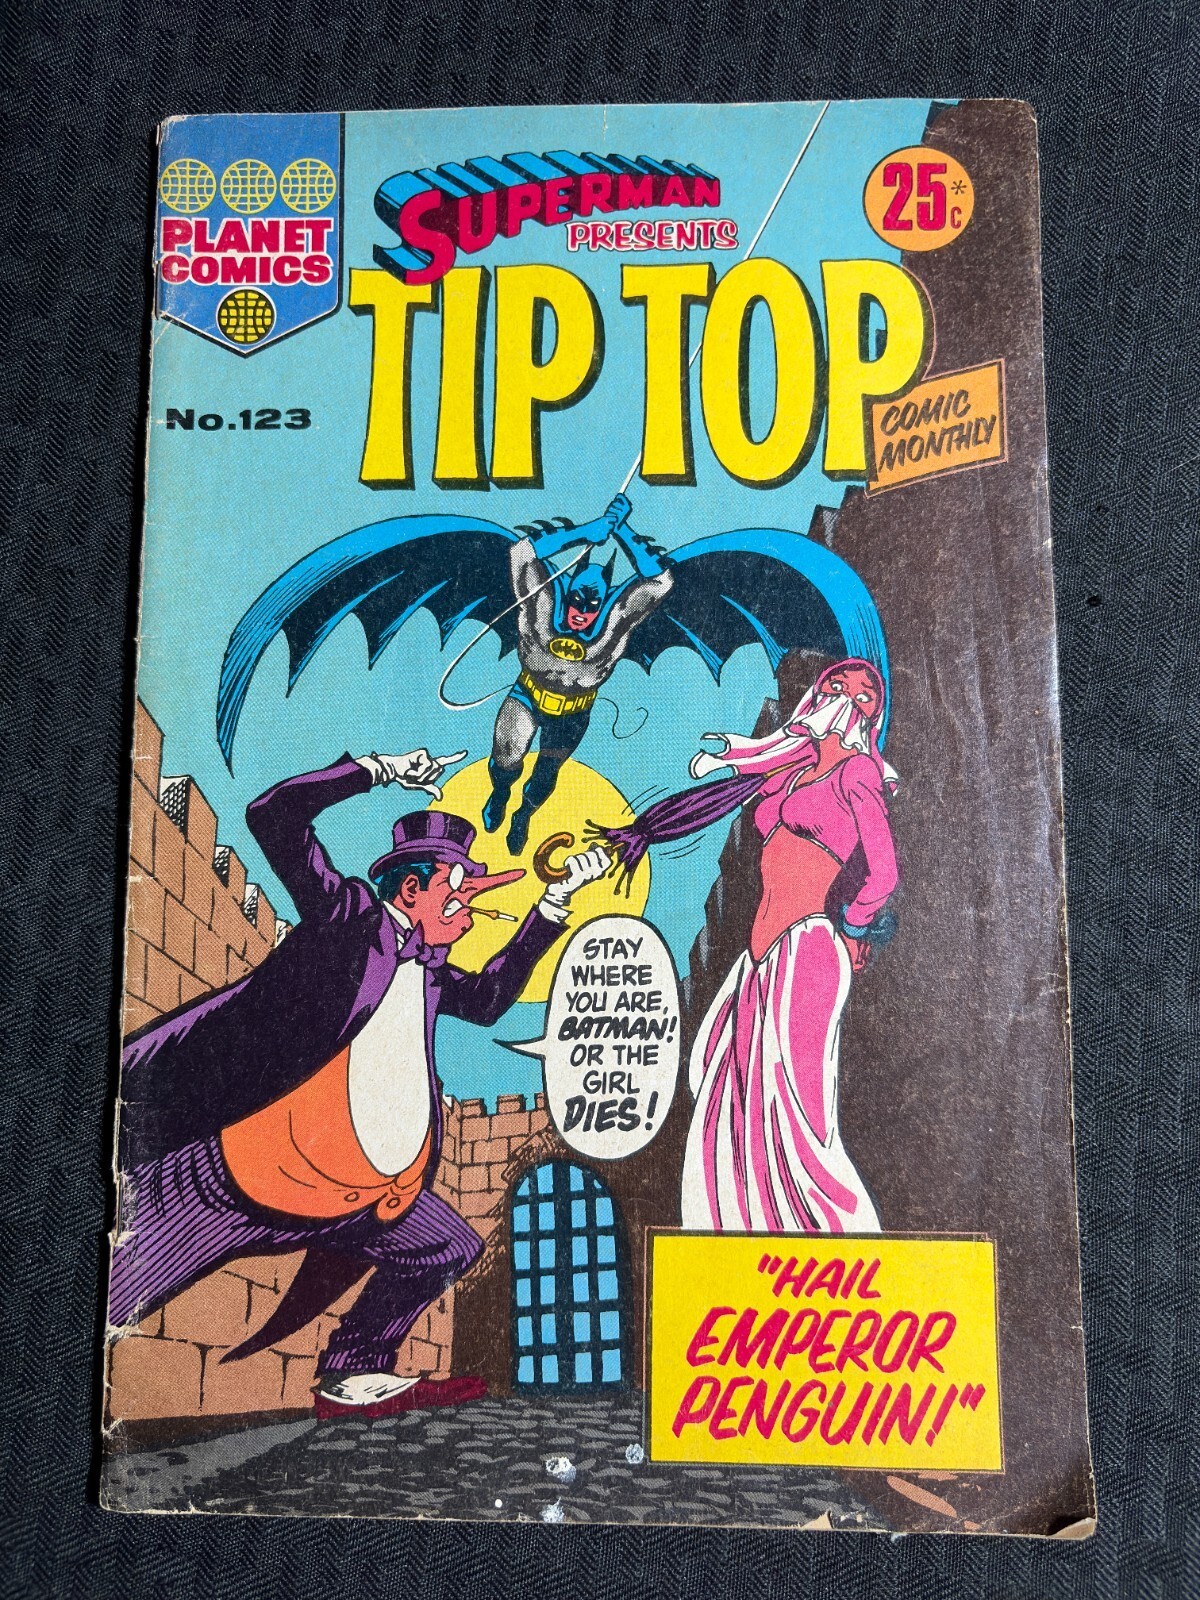 PLANET
COMICS
No.123
SUPERMAN
PRESENTS
TIP TOP
COMIC
MONTHLY
25*c
STAY
WHERE
YOU ARE,
BATMAN!
OR THE
GIRL
DIES!
"HAIL
EMPEROR
PENGUIN!"